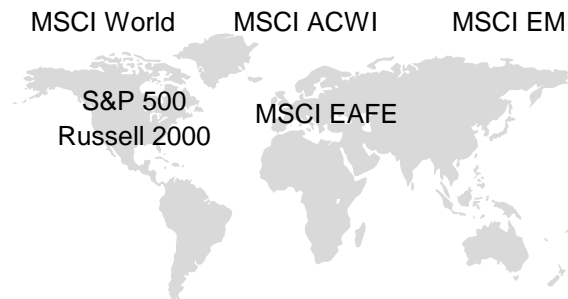 MSCI World
MSCI ACWI
MSCI EM
S&P 500
Russell 2000
MSCI EAFE